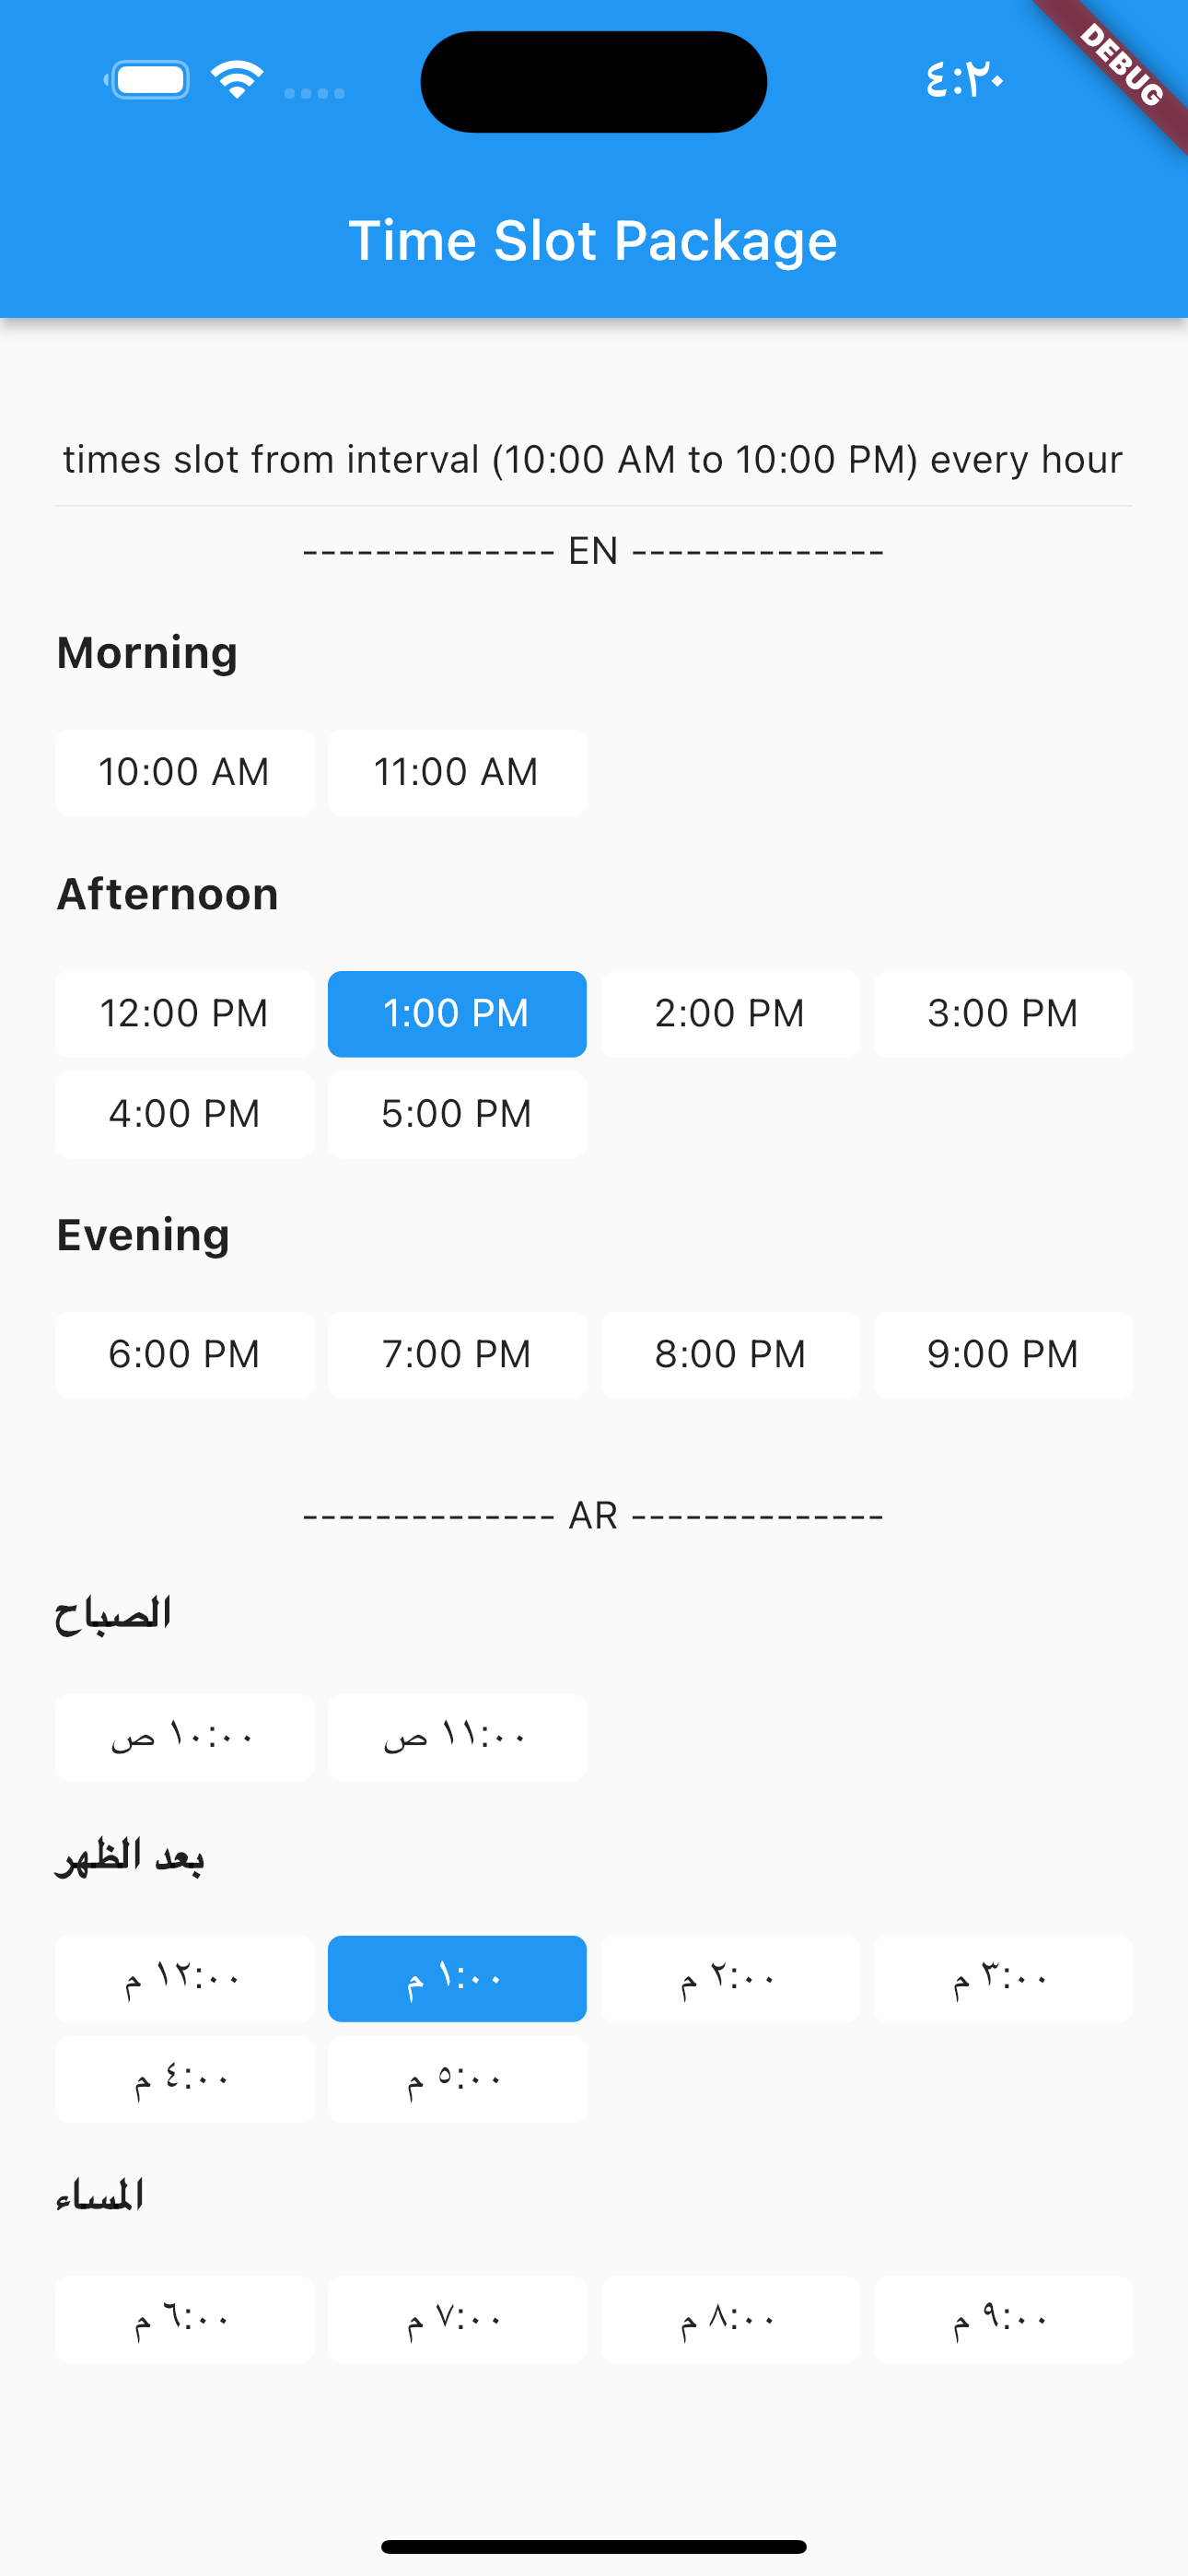 ٤:٢٠
DEBUG
Time Slot Package
times slot from interval (10:00 AM to 10:00 PM) every hour
-------------- EN --------------
Morning
10:00 AM 11:00 AM
Afternoon
12:00 PM 1:00 PM 2:00 PM 3:00 PM
4:00 PM 5:00 PM
Evening
6:00 PM 7:00 PM 8:00 PM 9:00 PM
-------------- AR --------------
الصباح
١٠:٠٠ ص
١١:٠٠ ص
بعد الظهر
١٢:٠٠ م
١:٠٠ م
٢:٠٠ م
٣:٠٠ م
٤:٠٠ م
٥:٠٠ م
المساء
٦:٠٠ م
٧:٠٠ م
٨:٠٠ م
٩:٠٠ م